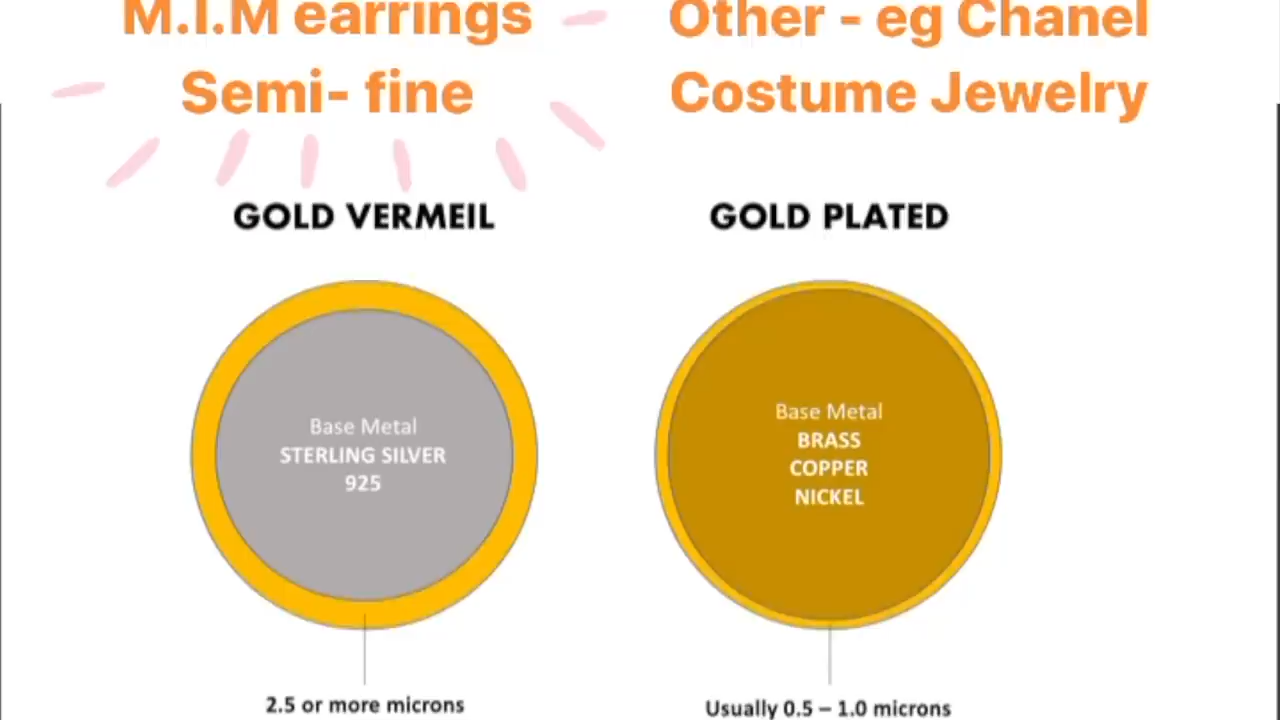 M.I.M earrings
Semi- fine
Other - eg Chanel
Costume Jewelry
GOLD VERMEIL
GOLD PLATED
Base Metal
STERLING SILVER
925
Base Metal
BRASS
COPPER
NICKEL
2.5 or more microns
Usually 0.5 – 1.0 microns